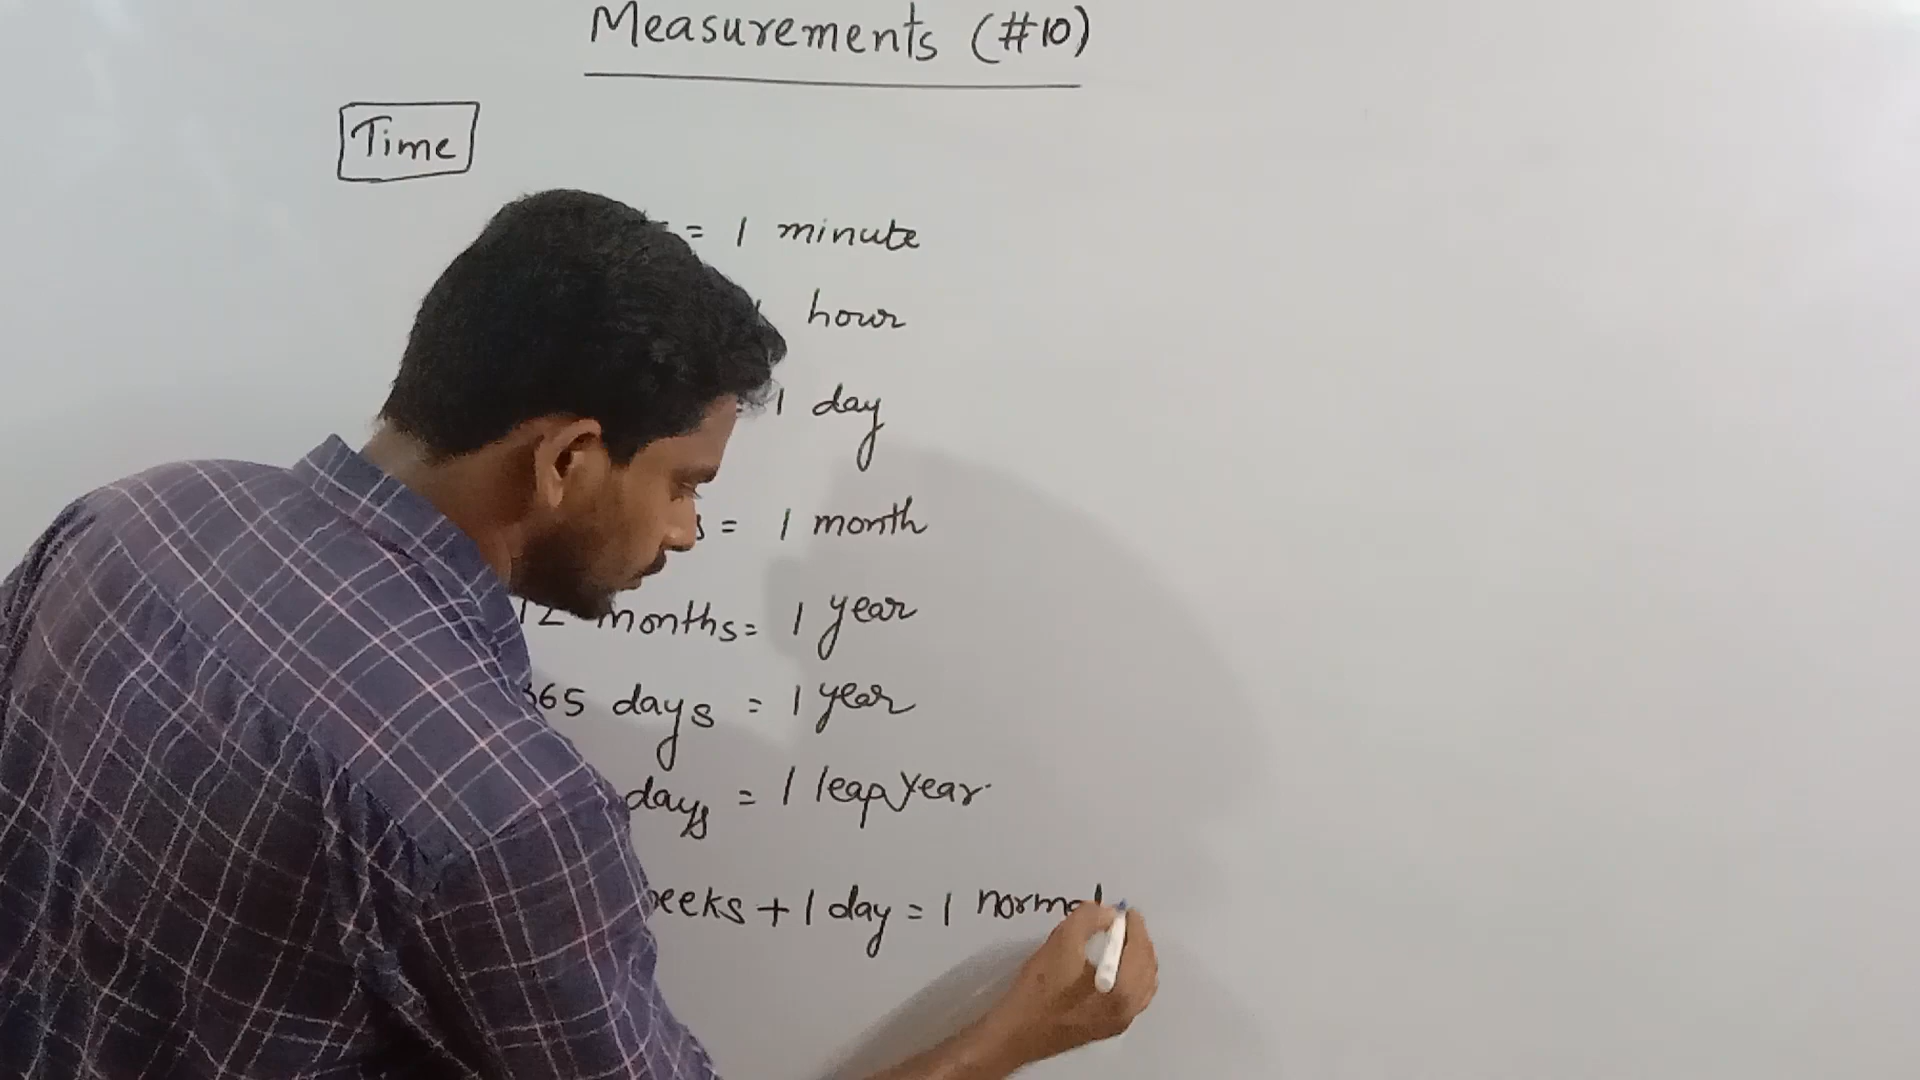 Measurements (#10)
Time
= 1 minute
hour
= 1 day
= 1 month
12 months = 1 year
365 days = 1 year
days = 1 leap year
+ 1 day = 1 normal